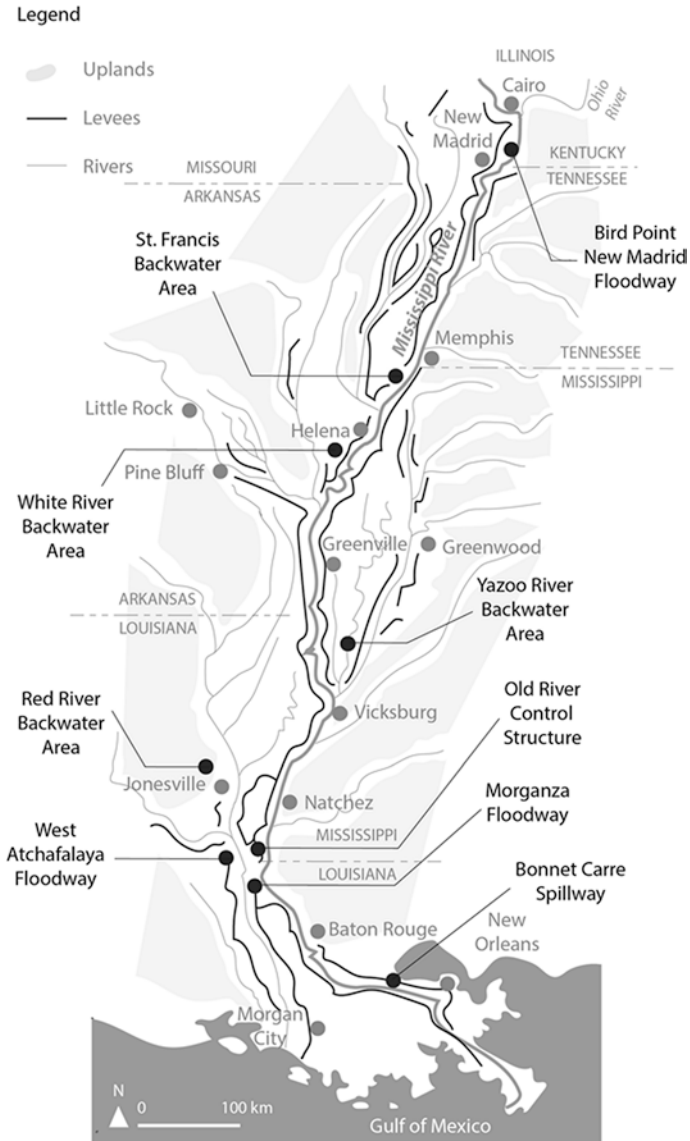 Legend
Uplands
Levees
Rivers
ILLINOIS
Cairo
Ohio
River
New
Madrid
KENTUCKY
TENNESSEE
MISSOURI
ARKANSAS
St. Francis
Backwater
Area
Bird Point
New Madrid
Floodway
Mississippi River
Memphis
TENNESSEE
MISSISSIPPI
Little Rock
Helena
Pine Bluff
White River
Backwater
Area
Greenville
Greenwood
Yazoo River
Backwater
Area
ARKANSAS
LOUISIANA
Red River
Backwater
Area
Vicksburg
Old River
Control
Structure
Jonesville
Natchez
Morganza
Floodway
West
Atchafalaya
Floodway
MISSISSIPPI
LOUISIANA
Bonnet Carre
Spillway
Baton Rouge
New
Orleans
Morgan
City
N
0
100 km
Gulf of Mexico